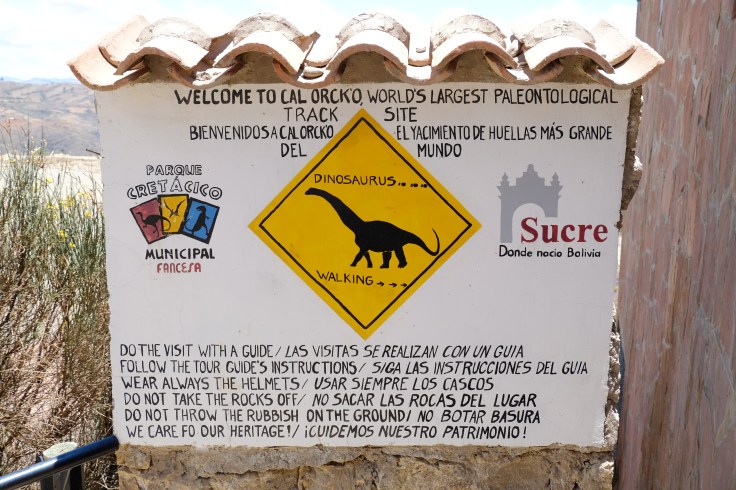 WELCOME TO CAL ORCK'O, WORLD'S LARGEST PALEONTOLOGICAL
TRACK SITE
BIENVENIDOS A CAL ORCKO EL YACIMIENTO DE HUELLAS MÁS GRANDE
DEL MUNDO
PARQUE
CRETÁCICO
MUNICIPAL
FANCESA
DINOSAURUS...
WALKING
Sucre
Donde nacio Bolivia
DO THE VISIT WITH A GUIDE / LAS VISITAS SE REALIZAN CON UN GUIA
FOLLOW THE TOUR GUIDE'S INSTRUCTIONS / SIGA LAS INSTRUCCIONES DEL GUIA
WEAR ALWAYS THE HELMETS / USAR SIEMPRE LOS CASCOS
DO NOT TAKE THE ROCKS OFF / NO SACAR LAS ROCAS DEL LUGAR
DO NOT THROW THE RUBBISH ON THE GROUND / NO BOTAR BASURA
WE CARE FO OUR HERITAGE! / ¡CUIDEMOS NUESTRO PATRIMONIO!